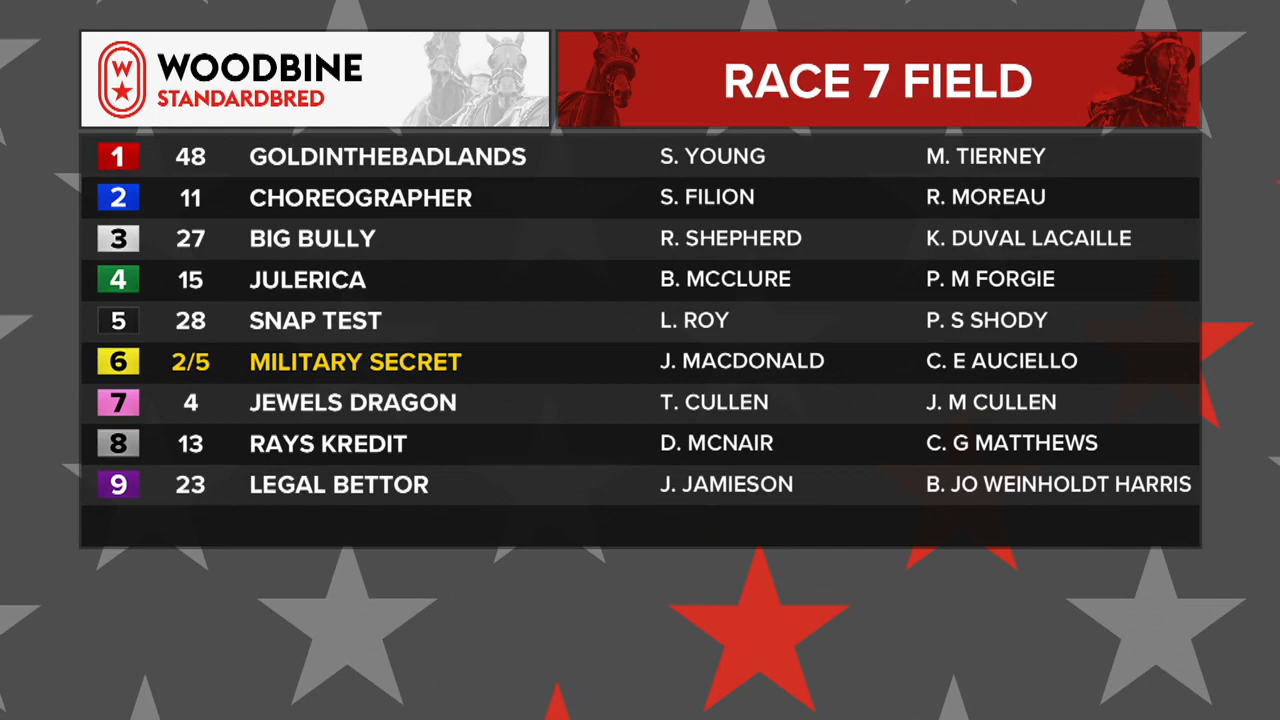 W
WOODBINE
STANDARDBRED
RACE 7 FIELD
1 48 GOLDINTHEBADLANDS S. YOUNG M. TIERNEY
2 11 CHOREOGRAPHER S. FILION R. MOREAU
3 27 BIG BULLY R. SHEPHERD K. DUVAL LACAILLE
4 15 JULERICA B. MCCLURE P. M FORGIE
5 28 SNAP TEST L. ROY P. S SHODY
6 2/5 MILITARY SECRET J. MACDONALD C. E AUCIELLO
7 4 JEWELS DRAGON T. CULLEN J. M CULLEN
8 13 RAYS KREDIT D. MCNAIR C. G MATTHEWS
9 23 LEGAL BETTOR J. JAMIESON B. JO WEINHOLDT HARRIS